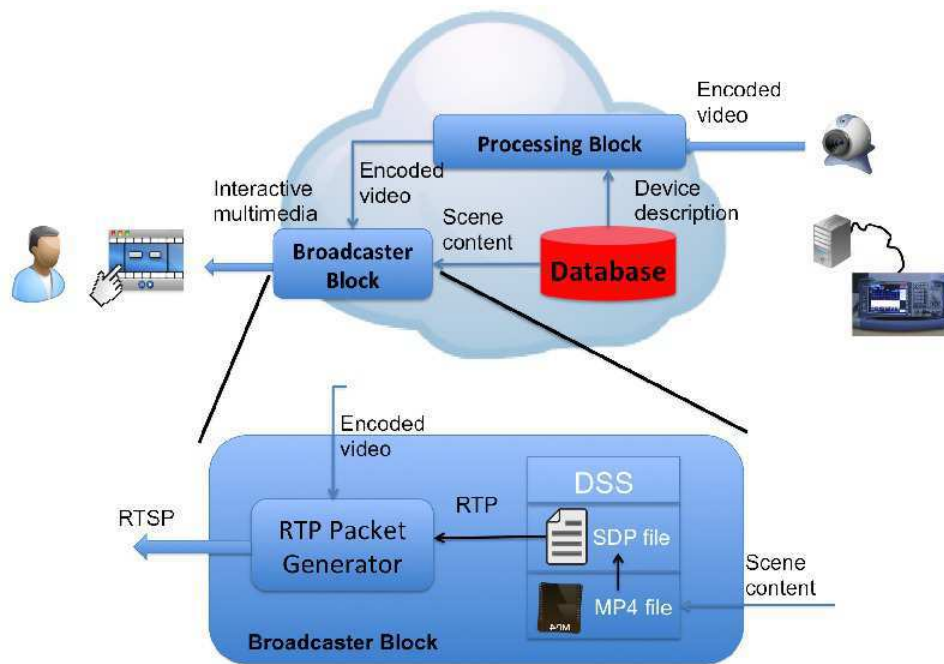 Encoded
video
Processing Block
Encoded
video
Device
description
Interactive
multimedia
Scene
content
Broadcaster
Block
Database
Encoded
video
DSS
RTSP
RTP
RTP Packet
Generator
SDP file
Scene
content
MP4 file
MP4
Broadcaster Block